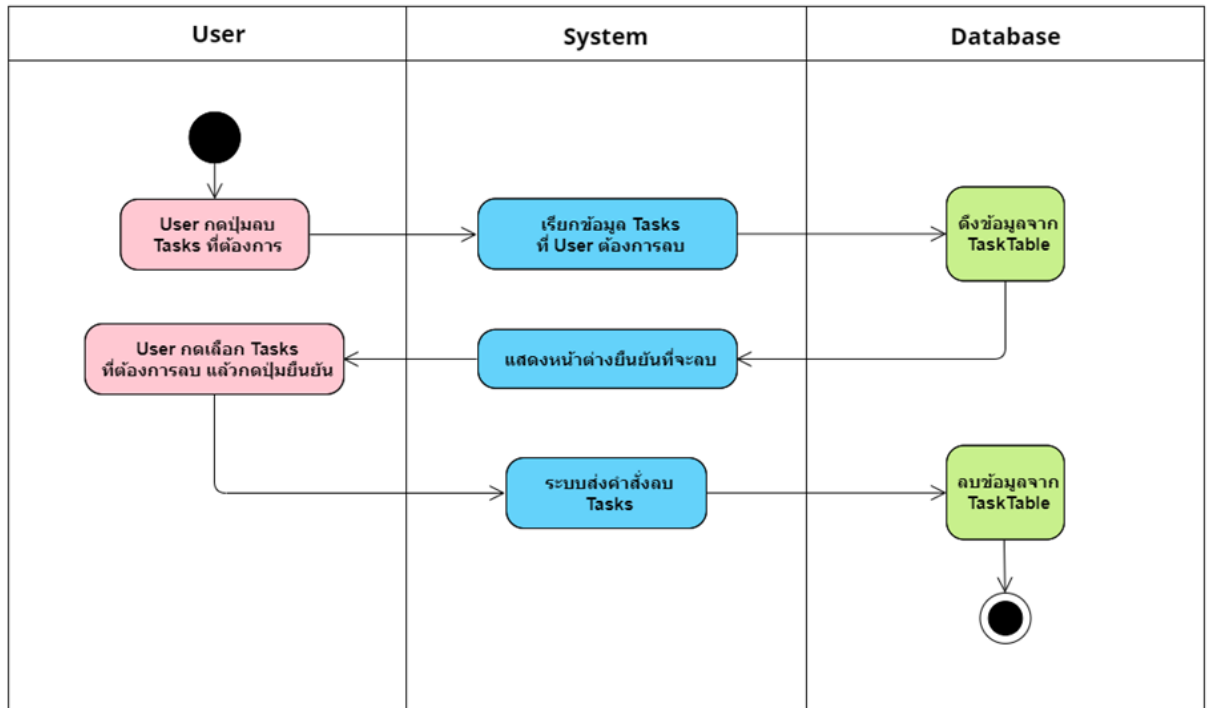 User
System
Database
User กดปุ่มลบ
Tasks ที่ต้องการ
เรียกข้อมูล Tasks
ที่ User ต้องการลบ
ดึงข้อมูลจาก
TaskTable
User กดเลือก Tasks
ที่ต้องการลบ แล้วกดปุ่มยืนยัน
แสดงหน้าต่างยืนยันที่จะลบ
ระบบส่งคำสั่งลบ
Tasks
ลบข้อมูลจาก
TaskTable